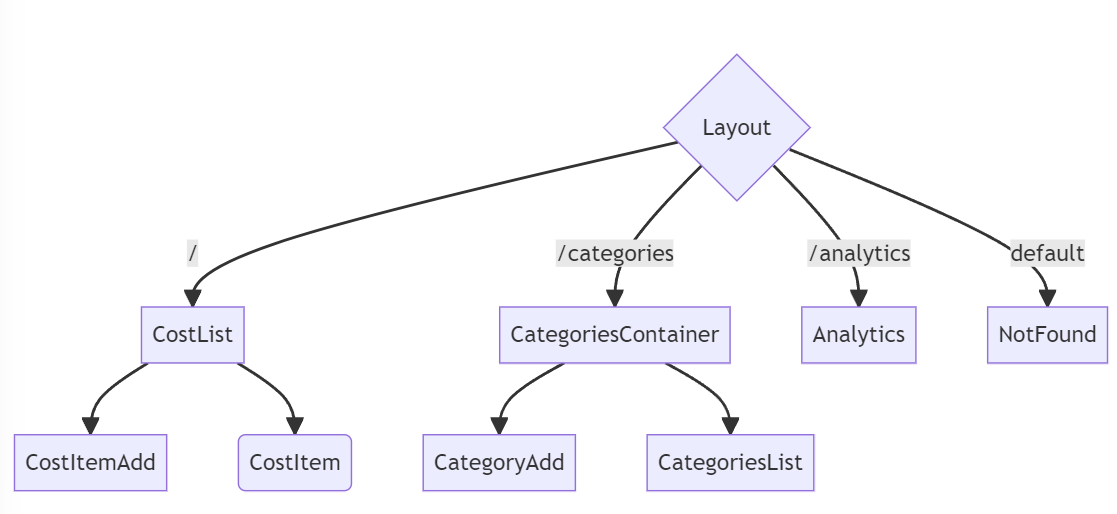 Layout
/
/categories
/analytics
default
CostList
CategoriesContainer
Analytics
NotFound
CostItemAdd
CostItem
CategoryAdd
CategoriesList